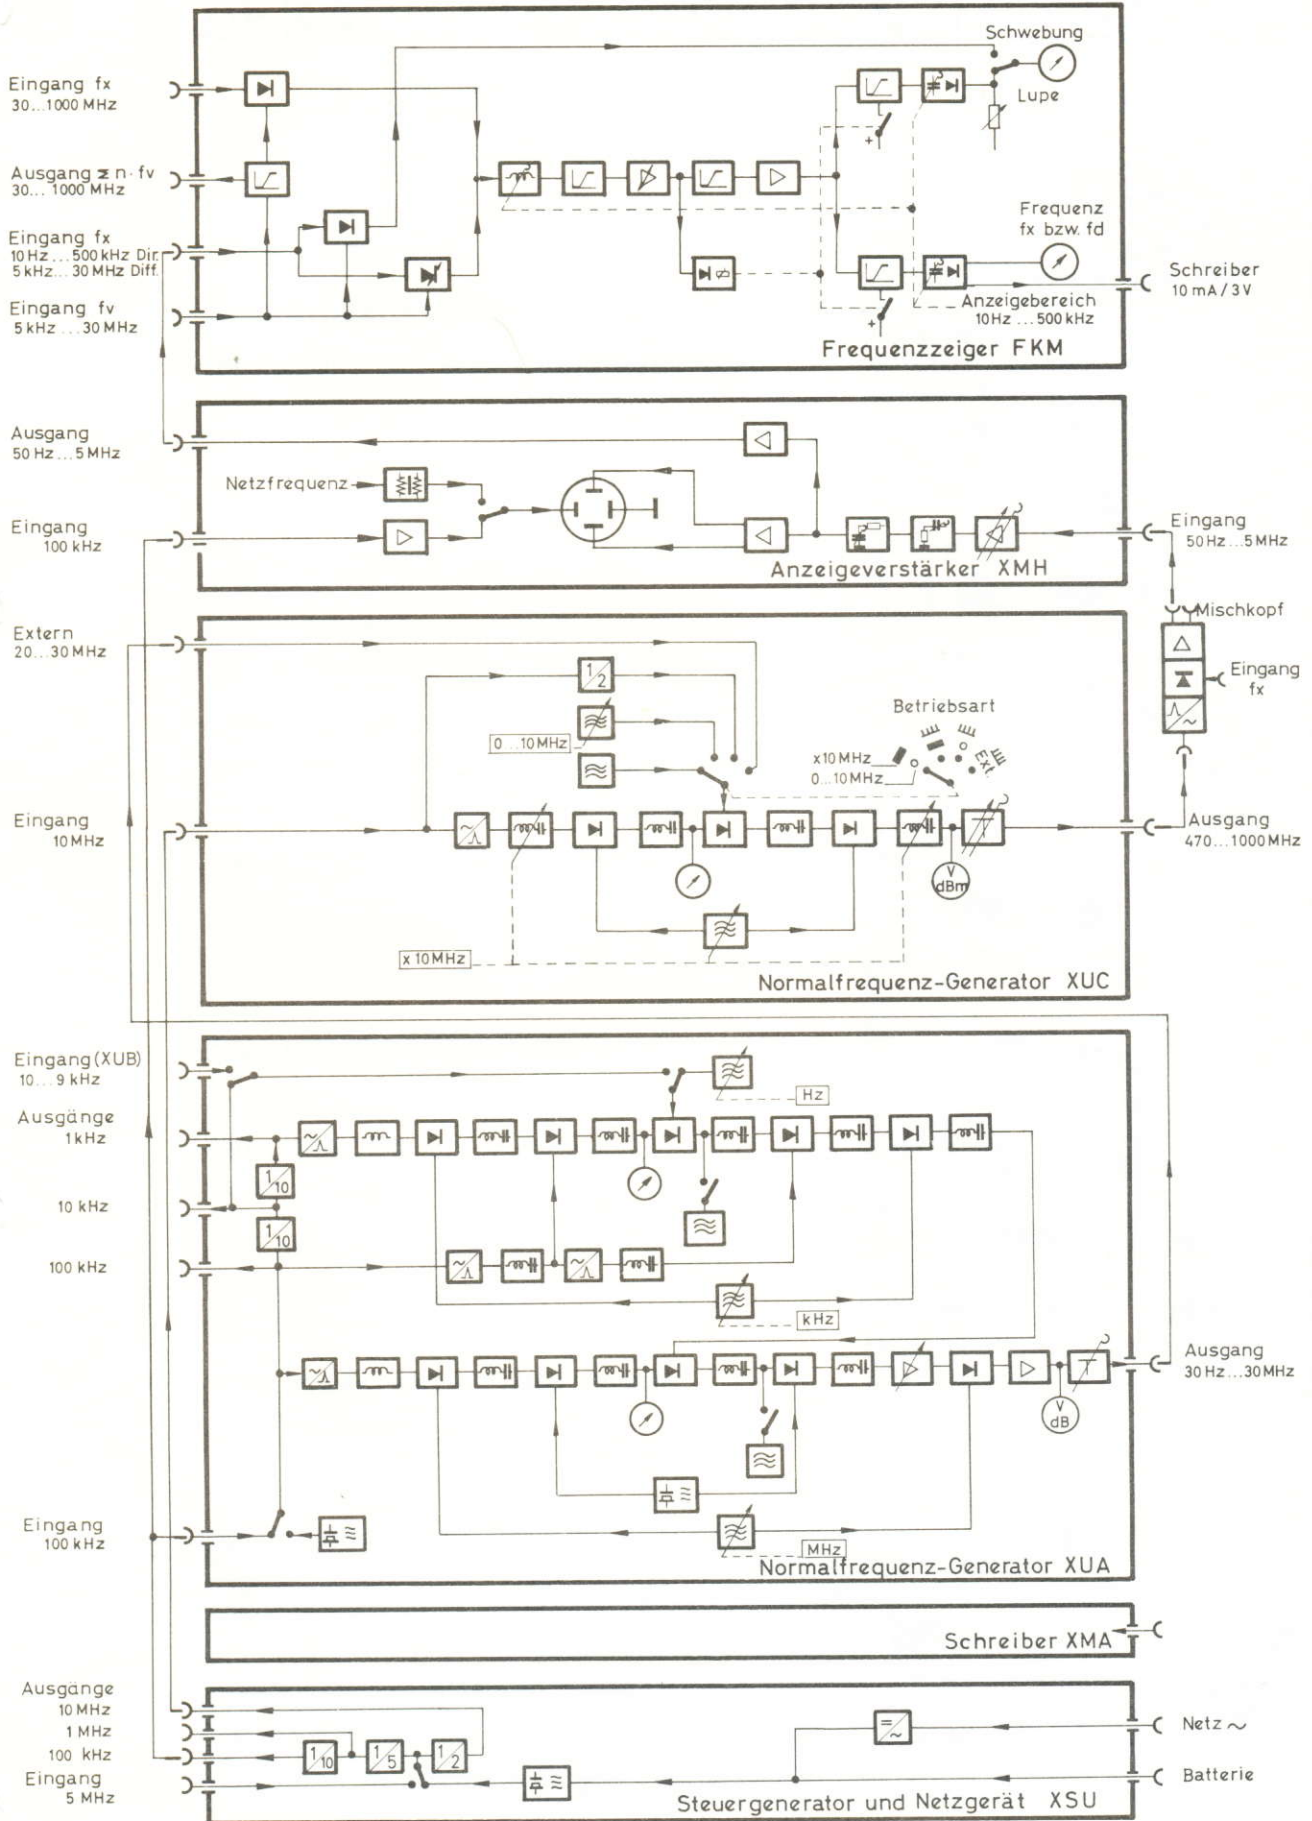 Schwebung
Lupe
Eingang fx
30...1000 MHz
Ausgang Σ n·fv
30...1000 MHz
Eingang fx
10 Hz...500 kHz Dir.
5 kHz...30 MHz Diff.
Eingang fv
5 kHz...30 MHz
+
Frequenz
fx bzw. fd
+
Anzeigebereich
10 Hz...500 kHz
Schreiber
10 mA / 3 V
Frequenzzeiger FKM
Ausgang
50 Hz...5 MHz
Netzfrequenz
Eingang
100 kHz
Eingang
50 Hz...5 MHz
Anzeigeverstärker XMH
Mischkopf
Eingang
fx
Extern
20...30 MHz
1/2
0...10 MHz
Betriebsart
x10 MHz
0...10 MHz
Ext.
Eingang
10 MHz
V
dBm
Ausgang
470...1000 MHz
x 10 MHz
Normalfrequenz-Generator XUC
Eingang (XUB)
10...9 kHz
Hz
Ausgänge
1 kHz
1/10
10 kHz
1/10
100 kHz
kHz
Ausgang
30 Hz...30 MHz
V
dB
Eingang
100 kHz
MHz
Normalfrequenz-Generator XUA
Schreiber XMA
Ausgänge
10 MHz
1 MHz
100 kHz
1/10
1/5
1/2
Eingang
5 MHz
Netz ~
Batterie
Steuergenerator und Netzgerät XSU